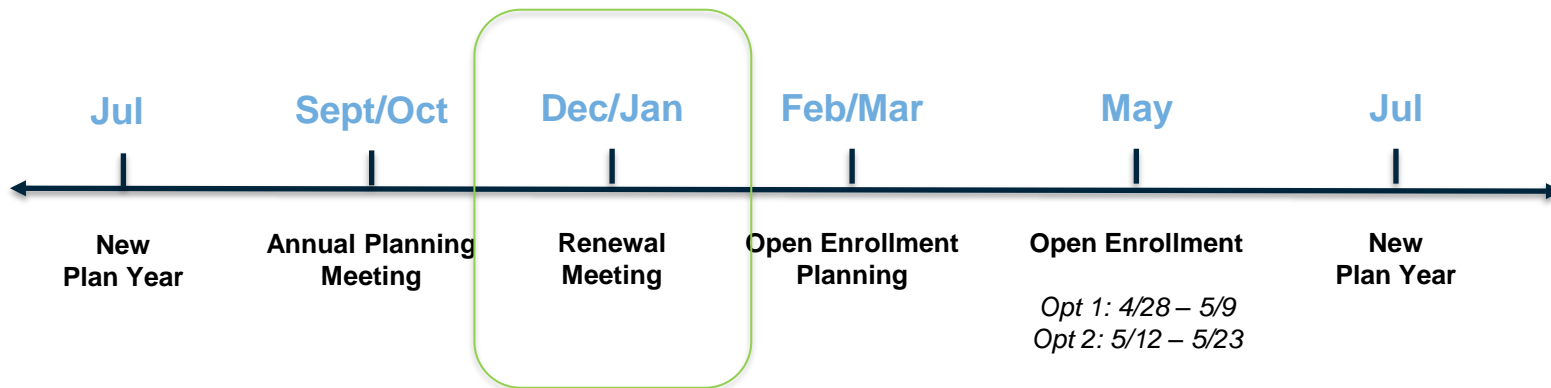 Jul
Sept/Oct
Dec/Jan
Feb/Mar
May
Jul
New
Plan Year
Annual Planning
Meeting
Renewal
Meeting
Open Enrollment
Planning
Open Enrollment
Opt 1: 4/28 – 5/9
Opt 2: 5/12 – 5/23
New
Plan Year